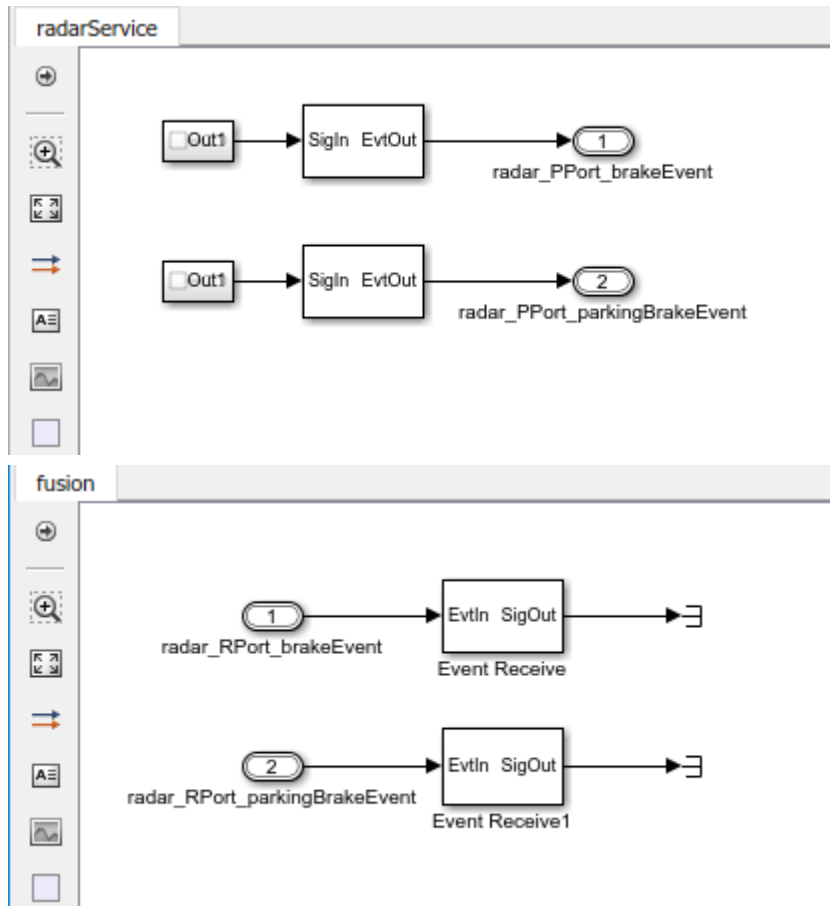 radarService
Out1
SigIn EvtOut
1
radar_PPort_brakeEvent
Out1
SigIn EvtOut
2
radar_PPort_parkingBrakeEvent
A
fusion
1
radar_RPort_brakeEvent
EvtIn SigOut
Event Receive
2
radar_RPort_parkingBrakeEvent
EvtIn SigOut
Event Receive1
A